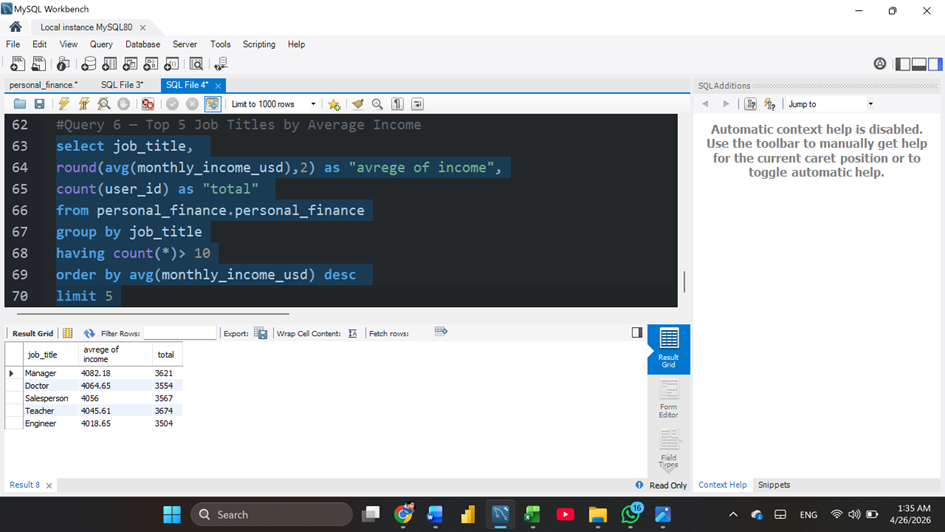 MySQL Workbench
Local instance MySQL80
File Edit View Query Database Server Tools Scripting Help
personal_finance.* SQL File 3* SQL File 4*
SQLAdditions
Limit to 1000 rows
Jump to
62 #Query 6 — Top 5 Job Titles by Average Income
63 select job_title,
64 round(avg(monthly_income_usd),2) as "avrege of income",
65 count(user_id) as "total"
66 from personal_finance.personal_finance
67 group by job_title
68 having count(*)> 10
69 order by avg(monthly_income_usd) desc
70 limit 5
Automatic context help is disabled.
Use the toolbar to manually get help
for the current caret position or to
toggle automatic help.
Result Grid Filter Rows: Export: Wrap Cell Content: Fetch rows:
job_title avrege of income total
Manager 4082.18 3621
Doctor 4064.65 3554
Salesperson 4056 3567
Teacher 4045.61 3674
Engineer 4018.65 3504
Result
Grid
Form
Editor
Field
Types
Result 8
Read Only
Context Help Snippets
Search
16
ENG
1:35 AM
4/26/2026